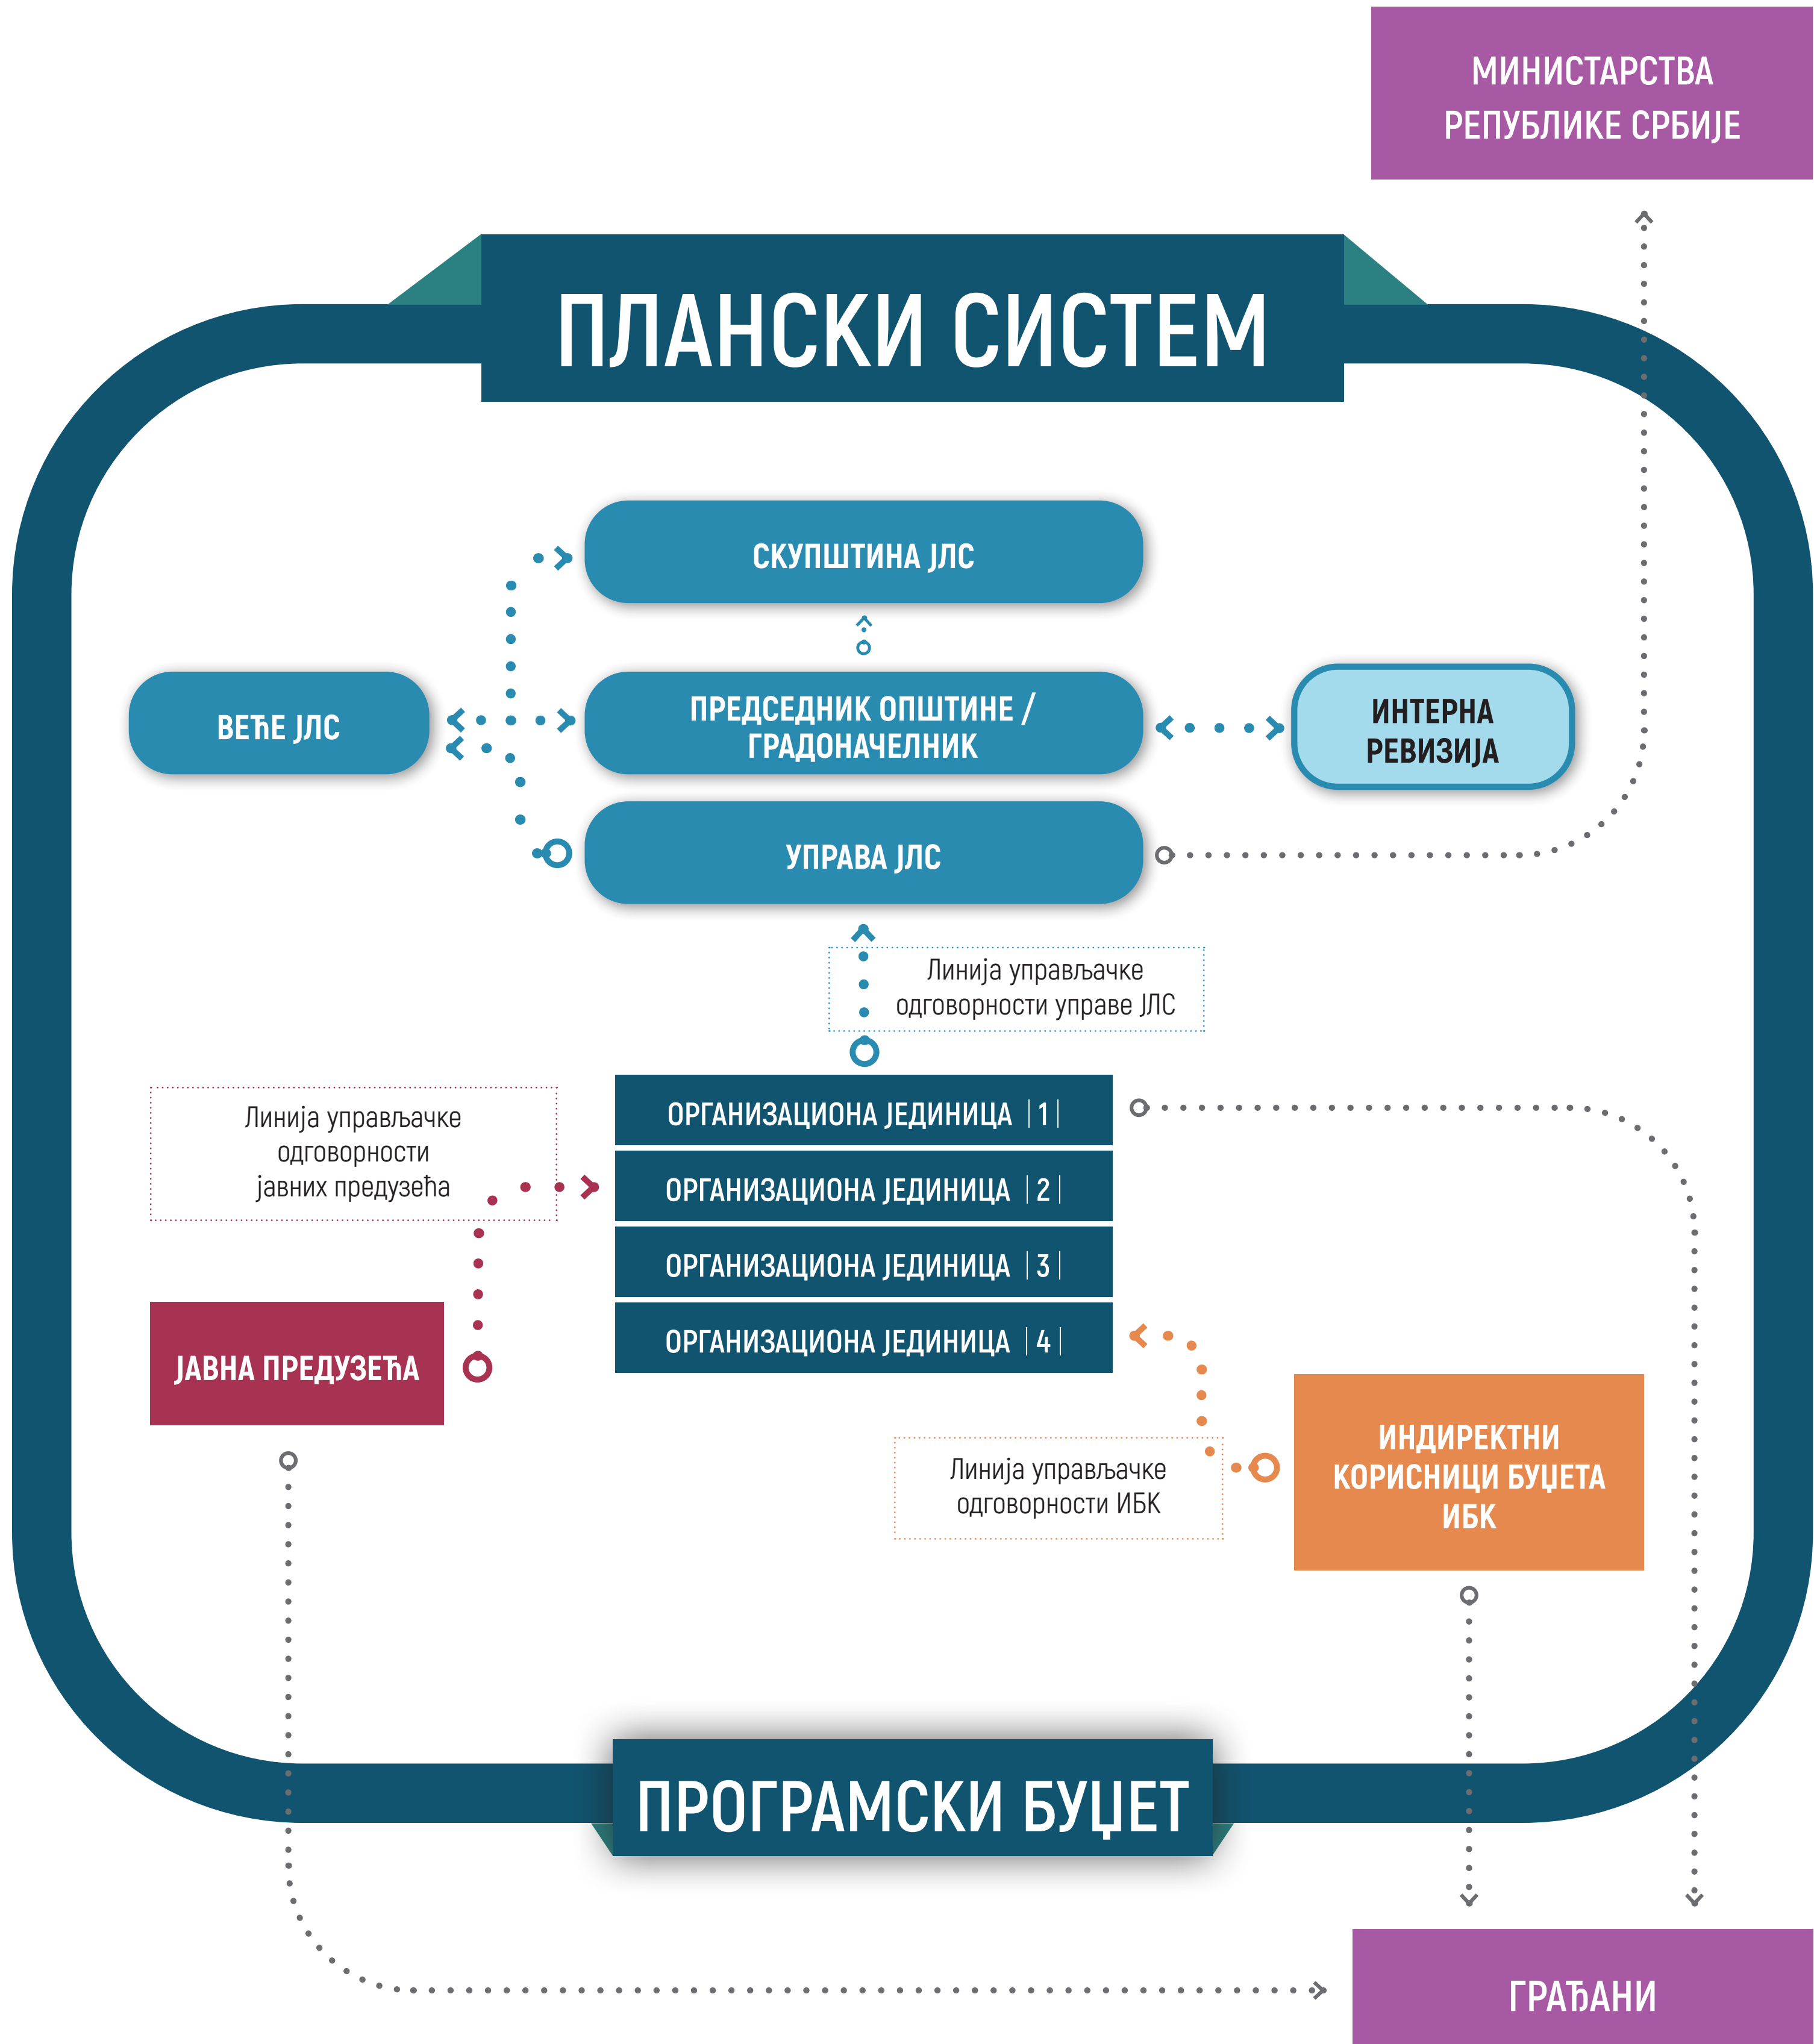 МИНИСТАРСТВА
РЕПУБЛИКЕ СРБИЈЕ
ПЛАНСКИ СИСТЕМ
СКУПШТИНА ЈЛС
ВЕЋЕ ЈЛС
ПРЕДСЕДНИК ОПШТИНЕ /
ГРАДОНАЧЕЛНИК
ИНТЕРНА
РЕВИЗИЈА
УПРАВА ЈЛС
Линија управљачке
одговорности управе ЈЛС
Линија управљачке
одговорности
јавних предузећа
ОРГАНИЗАЦИОНА ЈЕДИНИЦА |1|
ОРГАНИЗАЦИОНА ЈЕДИНИЦА |2|
ОРГАНИЗАЦИОНА ЈЕДИНИЦА |3|
ОРГАНИЗАЦИОНА ЈЕДИНИЦА |4|
ЈАВНА ПРЕДУЗЕЋА
Линија управљачке
одговорности ИБК
ИНДИРЕКТНИ
КОРИСНИЦИ БУЏЕТА
ИБК
ПРОГРАМСКИ БУЏЕТ
ГРАЂАНИ